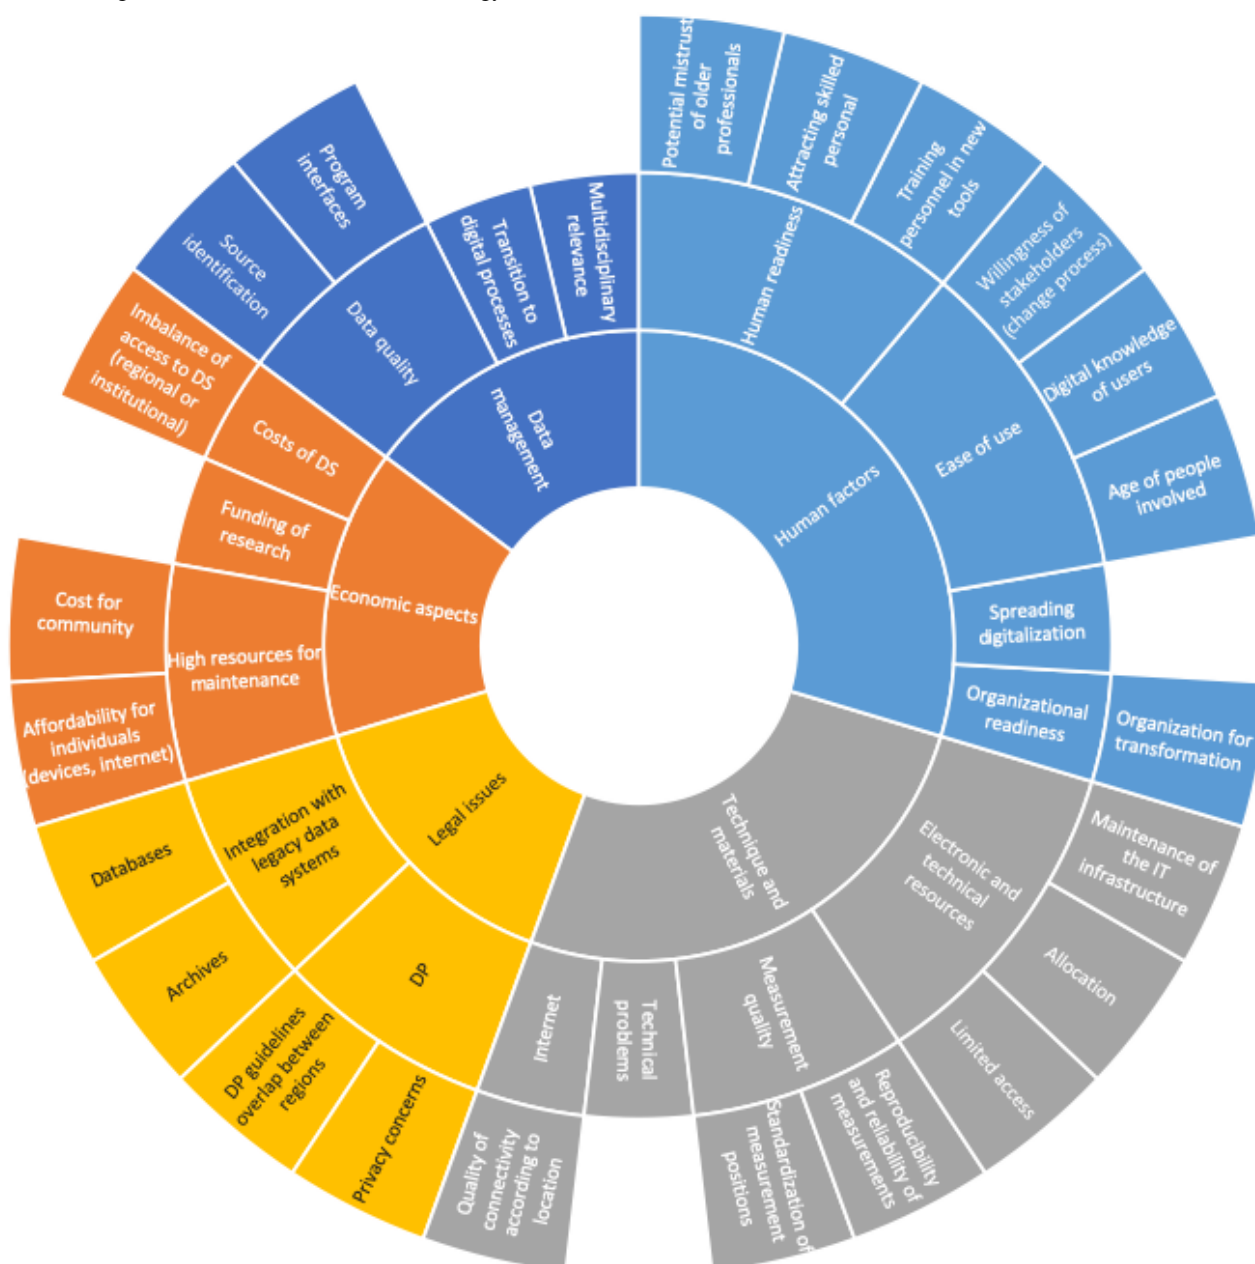 Potential mistrust
of older
professionals
Attracting skilled
personal
Training
personnel in new
tools
Willingness of
stakeholders
(change process)
Digital knowledge
of users
Age of people
involved
Human readiness
Ease of use
Spreading
digitalization
Organizational
readiness
Organization for
transformation
Human factors
Technique and
materials
Electronic and
technical
resources
Maintenance of
the IT
infrastructure
Allocation
Limited access
Measurement
quality
Reproducibility
and reliability of
measurements
Standardization of
measurement
positions
Technical
problems
Internet
Quality of
connectivity
according to
location
Legal issues
DP
Privacy concerns
DP guidelines
overlap between
regions
Integration with
legacy data
systems
Archives
Databases
Economic aspects
High resources for
maintenance
Affordability for
individuals
(devices, internet)
Cost for
community
Funding of
research
Costs of DS
Imbalance of
access to DS
(regional or
institutional)
Data
management
Data quality
Source
identification
Program
interfaces
Transition to
digital processes
Multidisciplinary
relevance